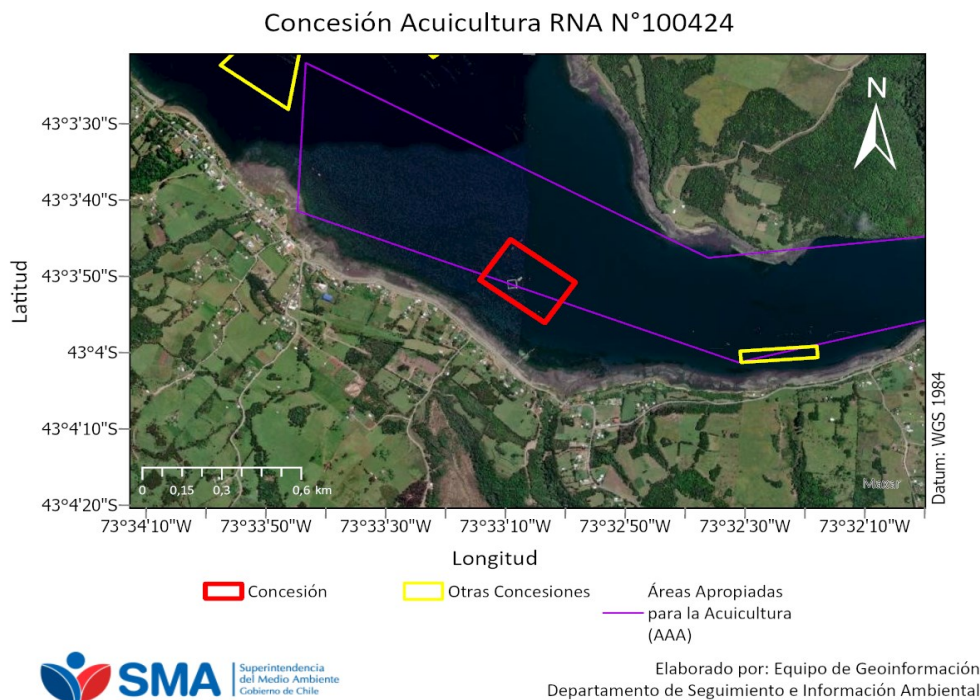 Concesión Acuicultura RNA N°100424
N
43°3'30"S
43°3'40"S
43°3'50"S
43°4'S
43°4'10"S
43°4'20"S
Latitud
0 0,15 0,3 0,6 km
Maxar
Datum: WGS 1984
73°34'10"W 73°33'50"W 73°33'30"W 73°33'10"W 73°32'50"W 73°32'30"W 73°32'10"W
Longitud
Concesión
Otras Concesiones
Áreas Apropiadas
para la Acuicultura
(AAA)
SMA
Superintendencia
del Medio Ambiente
Gobierno de Chile
Elaborado por: Equipo de Geoinformación
Departamento de Seguimiento e Información Ambiental